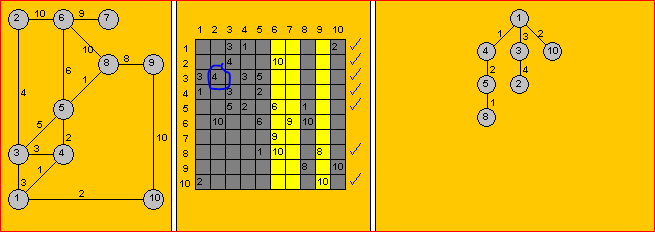 2 10 6 9 7
10
8 8 9
6
1
4
5
5 2
10
3 3 4
1
3
2
1 10
1 2 3 4 5 6 7 8 9 10
1 3 1 2 ✓
2 4 10 ✓
3 3 4 3 5 ✓
4 1 3 2 ✓
5 5 2 6 1 ✓
6 10 6 9 10
7 9
8 1 10 8 ✓
9 8 10
10 2 10 ✓
1
1 3 2
4 3 10
2 4
5 2
1
8